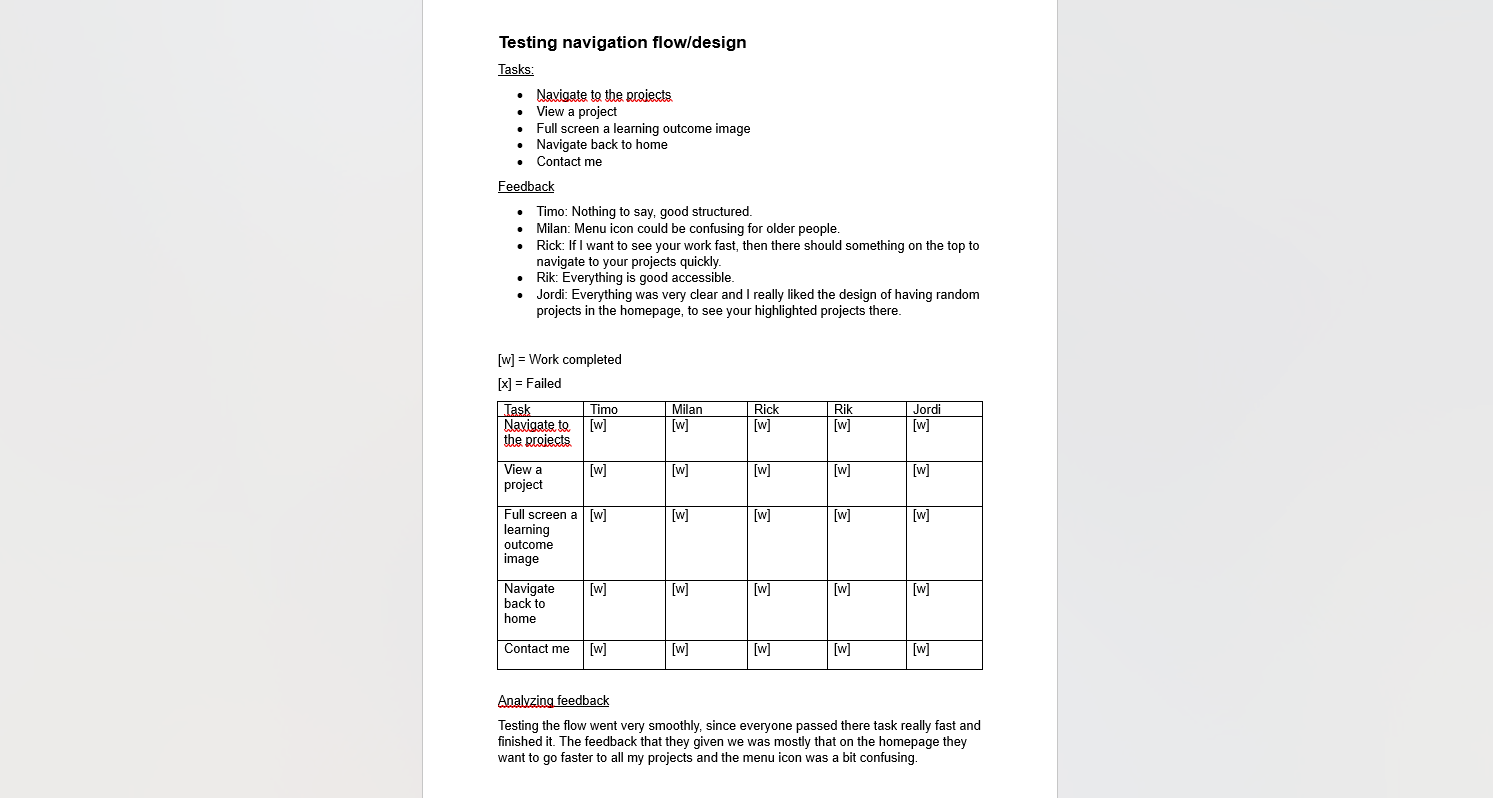 Testing navigation flow/design
Tasks:
• Navigate to the projects
• View a project
• Full screen a learning outcome image
• Navigate back to home
• Contact me
Feedback
• Timo: Nothing to say, good structured.
• Milan: Menu icon could be confusing for older people.
• Rick: If I want to see your work fast, then there should something on the top to
navigate to your projects quickly.
• Rik: Everything is good accessible.
• Jordi: Everything was very clear and I really liked the design of having random
projects in the homepage, to see your highlighted projects there.
[w] = Work completed
[x] = Failed
Task Timo Milan Rick Rik Jordi
Navigate to [w] [w] [w] [w] [w]
the projects
View a [w] [w] [w] [w] [w]
project
Full screen a [w] [w] [w] [w] [w]
learning
outcome
image
Navigate [w] [w] [w] [w] [w]
back to
home
Contact me [w] [w] [w] [w] [w]
Analyzing feedback
Testing the flow went very smoothly, since everyone passed there task really fast and
finished it. The feedback that they given we was mostly that on the homepage they
want to go faster to all my projects and the menu icon was a bit confusing.